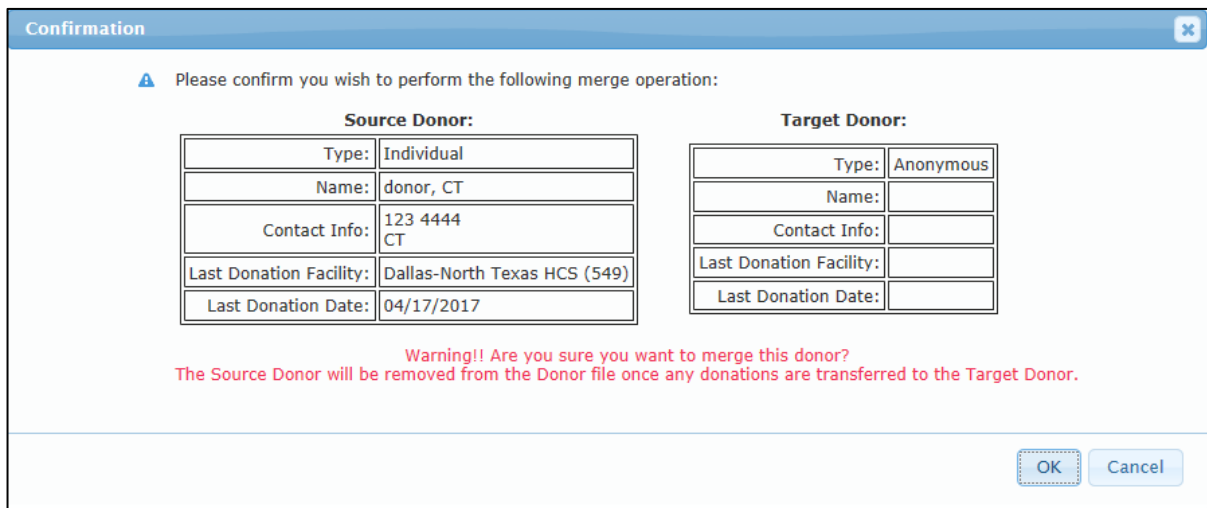 Confirmation
Please confirm you wish to perform the following merge operation:
Source Donor:
Type: Individual
Name: donor, CT
Contact Info: 123 4444
CT
Last Donation Facility: Dallas-North Texas HCS (549)
Last Donation Date: 04/17/2017
Target Donor:
Type: Anonymous
Name:
Contact Info:
Last Donation Facility:
Last Donation Date:
Warning!! Are you sure you want to merge this donor?
The Source Donor will be removed from the Donor file once any donations are transferred to the Target Donor.
OK
Cancel